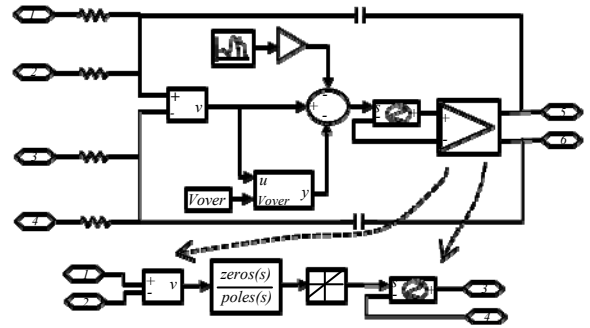 1
2
+
-
v
-
+
-
s
+
+
-
5
6
3
u
Vover
y
Vover
4
1
2
+
-
v
zeros(s)
poles(s)
s
+
3
4